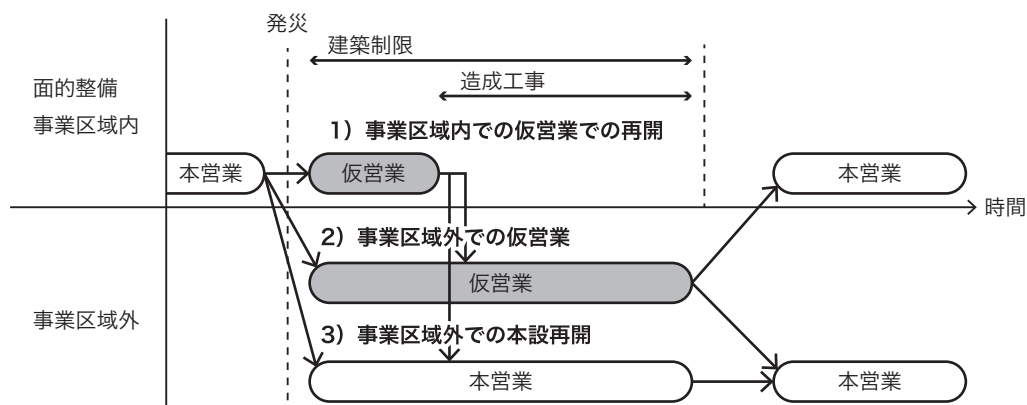 発災
建築制限
面的整備
事業区域内
造成工事
1）事業区域内での仮営業での再開
本営業
仮営業
本営業
時間
2）事業区域外での仮営業
仮営業
事業区域外
3）事業区域外での本設再開
本営業
本営業